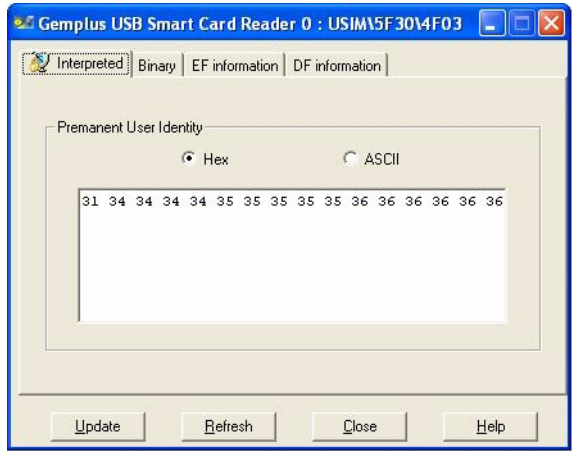 Gemplus USB Smart Card Reader 0 : USIM\5F30\4F03
Interpreted Binary EF information DF information
Premanent User Identity
Hex ASCII
31 34 34 34 34 35 35 35 35 35 36 36 36 36 36 36
Update Refresh Close Help